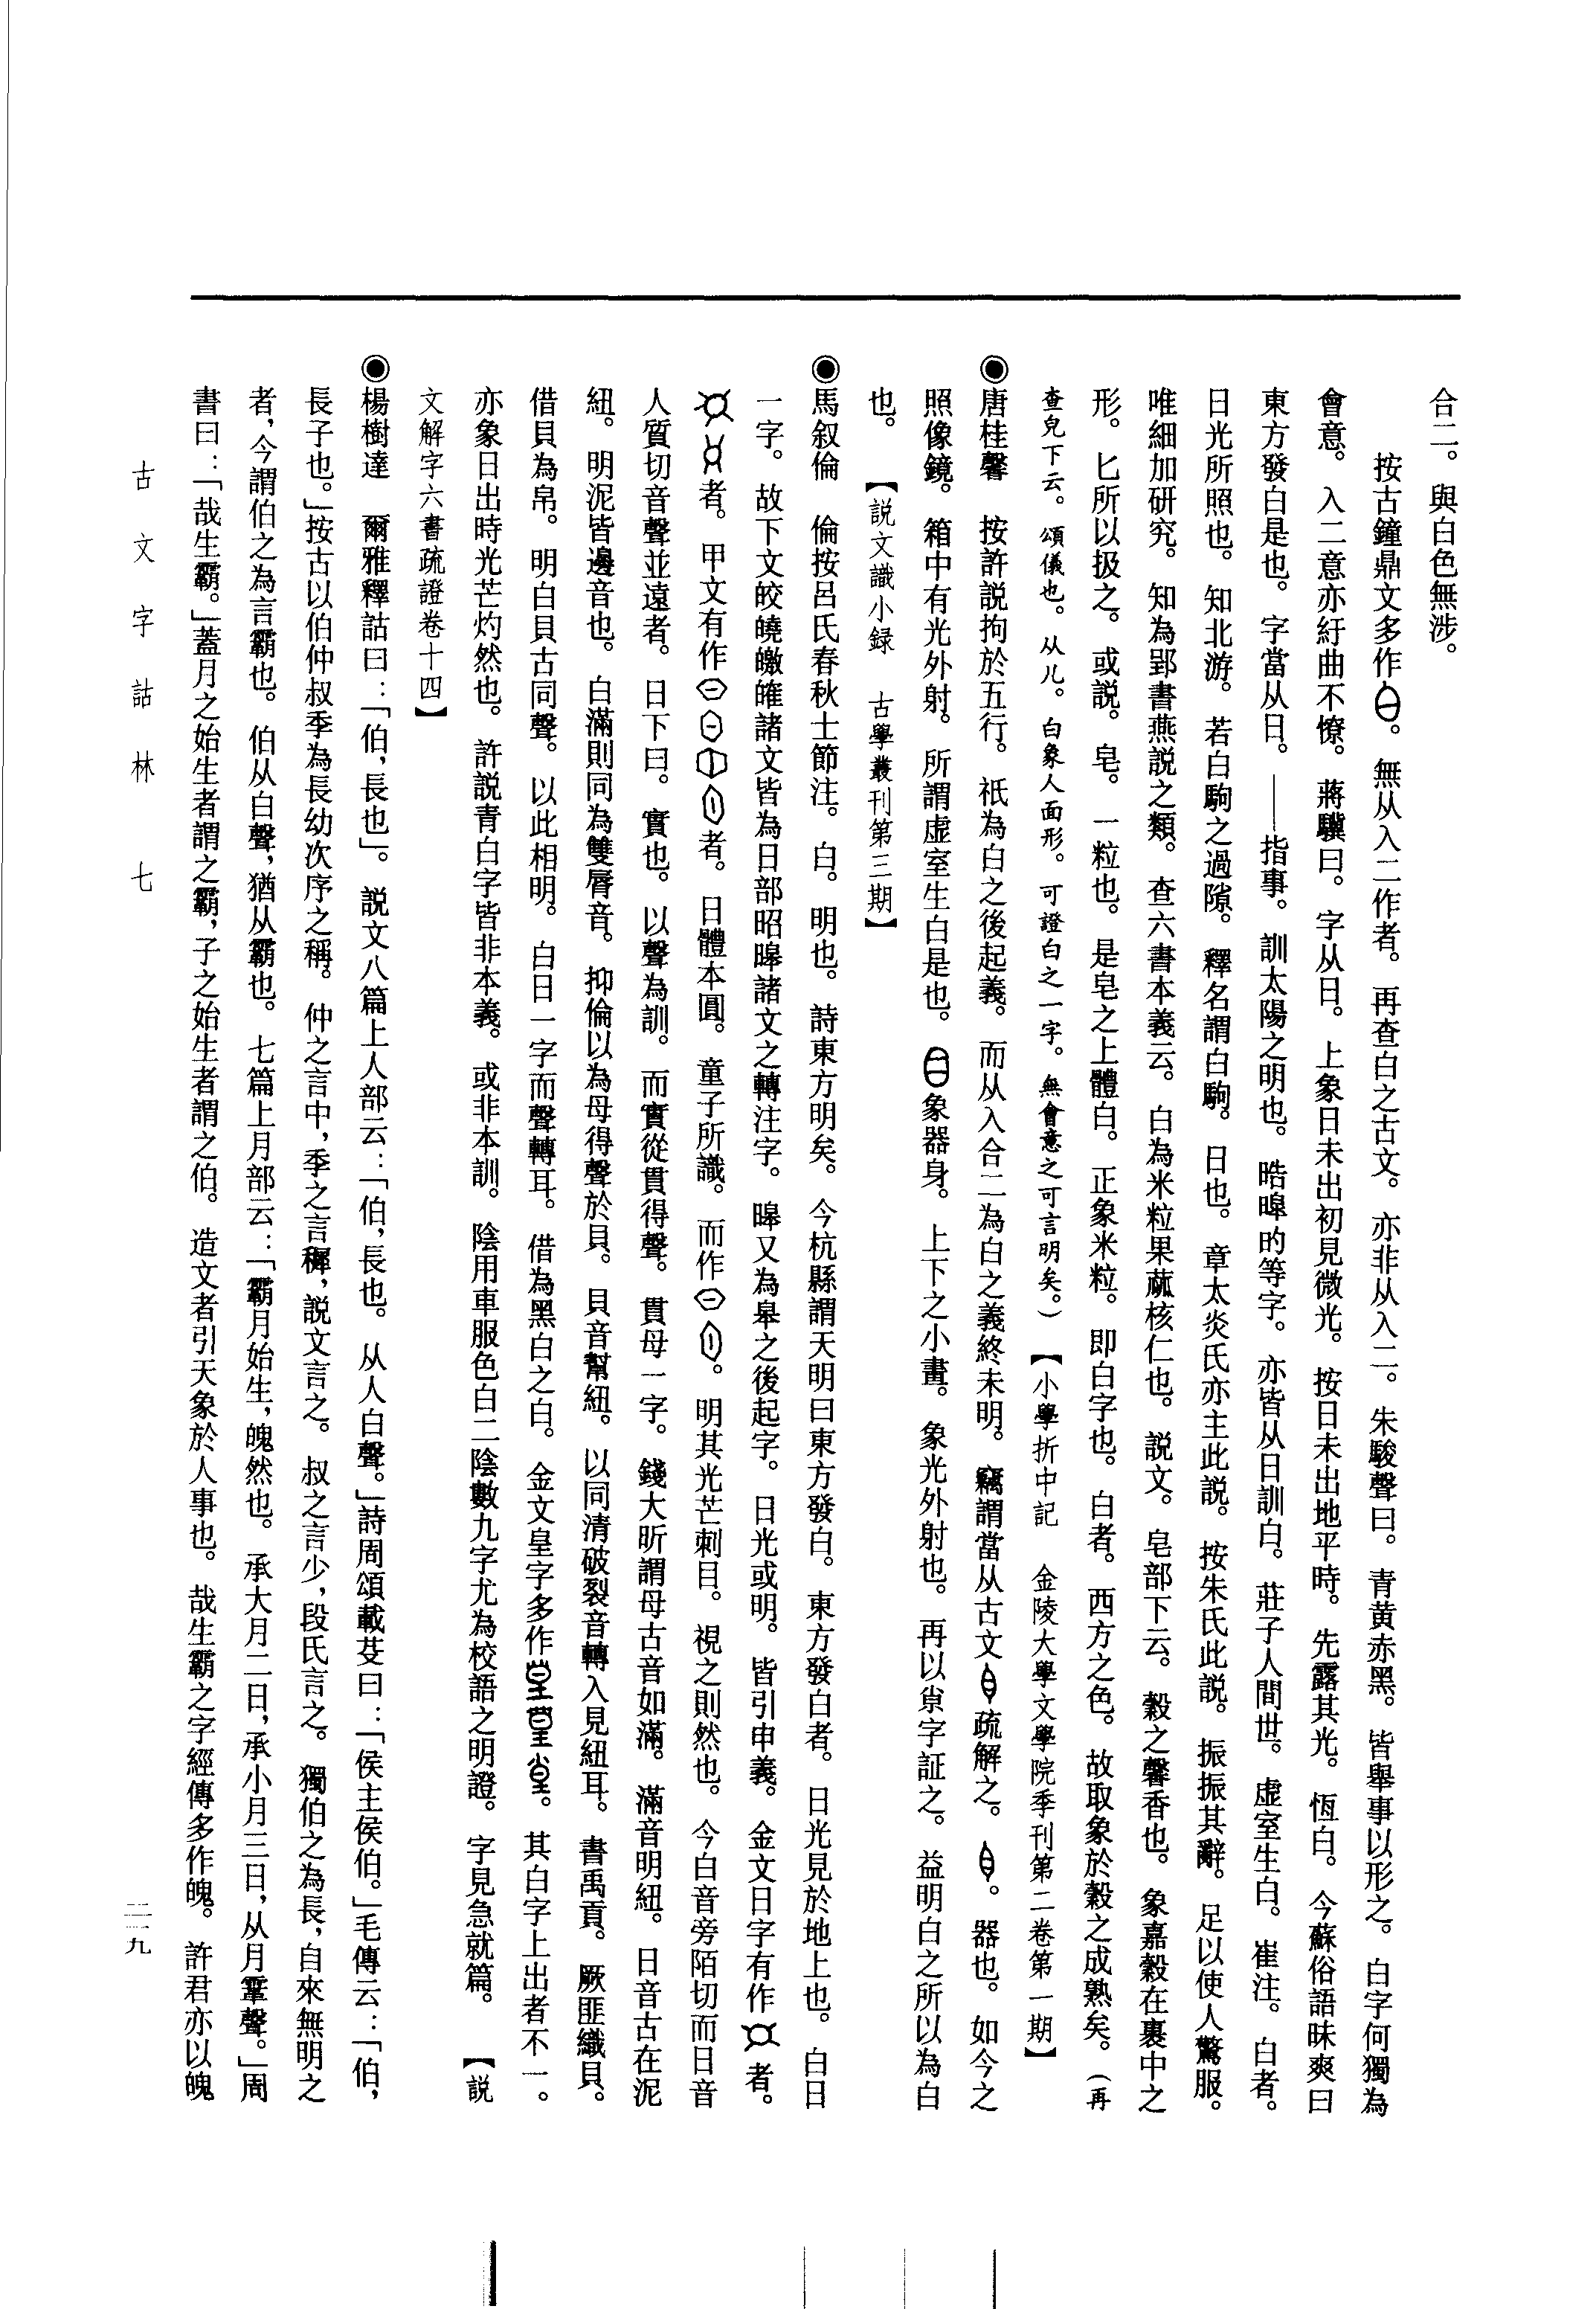 合二。與白色無涉。
按古鐘鼎文多作。無从入二作者。再查白之古文。亦非从入二。朱駿聲曰。青黄赤黑。皆舉事以形之。白字何獨為
會意。入二意亦紆曲不憭。蔣驥曰。字从日。上象日未出初見微光。按日未出地平時。先露其光。恆白。今蘇俗語昧爽曰
東方發白是也。字當从日。——指事。訓太陽之明也。晧暤旳等字。亦皆从日訓白。莊子人間世。虛室生白。崔注。白者。
日光所照也。知北游。若白駒之過隙。釋名謂白駒。日也。章太炎氏亦主此説。按朱氏此説。振振其辭。足以使人驚服。
唯細加研究。知為郢書燕説之類。查六書本義云。白為米粒果蓏核仁也。説文。皀部下云。穀之馨香也。象嘉穀在裹中之
形。匕所以扱之。或説。皀。一粒也。是皀之上體白。正象米粒。即白字也。白者。西方之色。故取象於穀之成熟矣。（再
查皃下云。頌儀也。从儿。白象人面形。可證白之一字。無會意之可言明矣。）【小學折中記　金陵大學文學院季刊第二卷第一期】
◉唐桂馨　按許説拘於五行。祇為白之後起義。而从入合二為白之義終未明。竊謂當从古文疏解之。。器也。如今之
照像鏡。箱中有光外射。所謂虛室生白是也。象器身。上下之小畫。象光外射也。再以㒸字証之。益明白之所以為白
也。【説文識小録　古學叢刊第三期】
◉馬叙倫　倫按呂氏春秋士節注。白。明也。詩東方明矣。今杭縣謂天明曰東方發白。東方發白者。日光見於地上也。白日
一字。故下文皎曉皦皠諸文皆為日部昭暤諸文之轉注字。暤又為皋之後起字。日光或明。皆引申義。金文日字有作者。
者。甲文有作者。日體本圓。童子所識。而作。明其光芒刺目。視之則然也。今白音旁陌切而日音
人質切音聲並遠者。日下曰。實也。以聲為訓。而實從貫得聲。貫毌一字。錢大昕謂毌古音如滿。滿音明紐。日音古在泥
紐。明泥皆邊音也。白滿則同為雙脣音。抑倫以為毌得聲於貝。貝音幫紐。以同清破裂音轉入見紐耳。書禹貢。厥匪織貝。
借貝為帛。明白貝古同聲。以此相明。白日一字而聲轉耳。借為黑白之白。金文皇字多作。其白字上出者不一。
亦象日出時光芒灼然也。許説青白字皆非本義。或非本訓。陰用車服色白二陰數九字尤為校語之明證。字見急就篇。【説
文解字六書疏證卷十四】
◉楊樹達　爾雅釋詁曰：「伯，長也」。説文八篇上人部云：「伯，長也。从人白聲。」詩周頌載芟曰：「侯主侯伯。」毛傳云：「伯，
長子也。」按古以伯仲叔季為長幼次序之稱。仲之言中，季之言穉，説文言之。叔之言少，段氏言之。獨伯之為長，自來無明之
者，今謂伯之為言霸也。伯从白聲，猶从霸也。七篇上月部云：「霸月始生，魄然也。承大月二日，承小月三日，从月䨣聲。」周
書曰：「哉生霸。」蓋月之始生者謂之霸，子之始生者謂之伯。造文者引天象於人事也。哉生霸之字經傳多作魄。許君亦以魄
古文字詁林　七
二一九